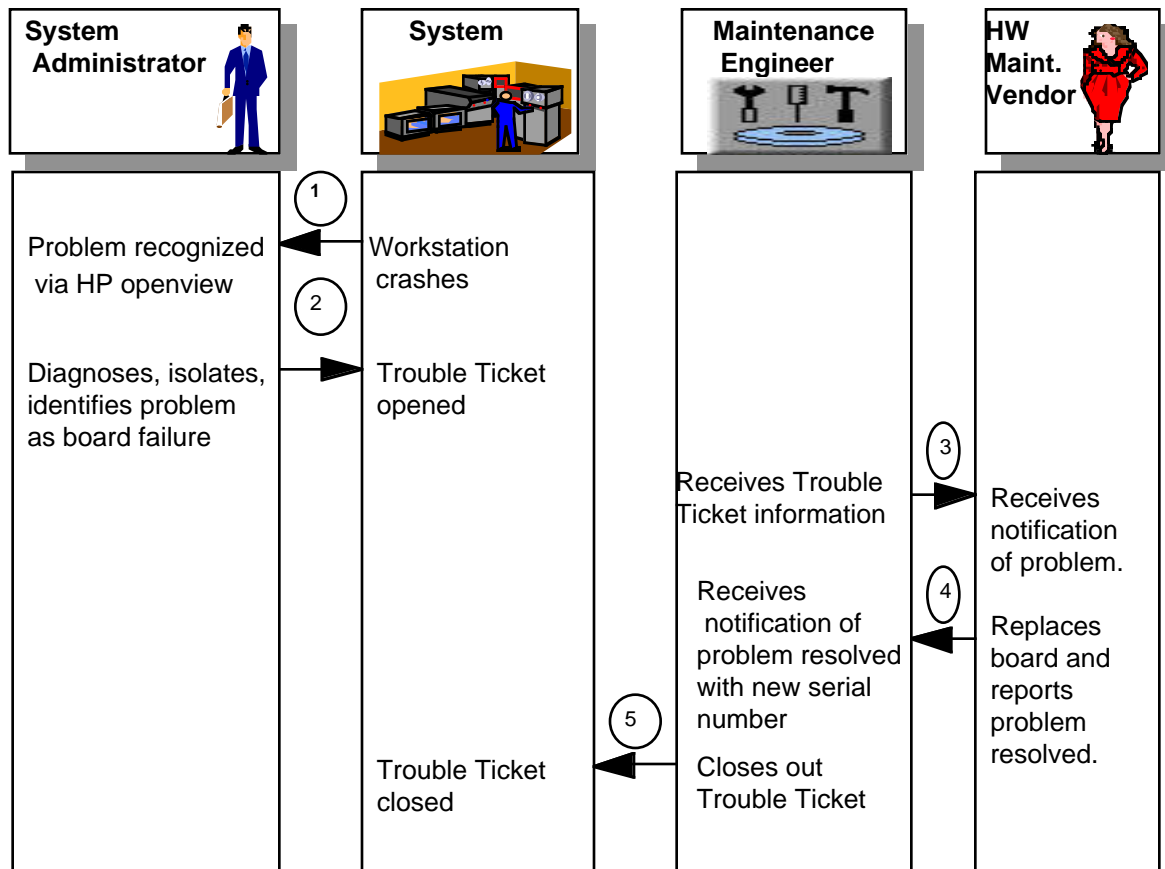 System
Administrator
System
Maintenance
Engineer
HW
Maint.
Vendor
1
Problem recognized
via HP openview
Workstation
crashes
2
Diagnoses, isolates,
identifies problem
as board failure
Trouble Ticket
opened
3
Receives Trouble
Ticket information
Receives
notification
of problem.
4
Receives
notification of
problem resolved
with new serial
number
Replaces
board and
reports
problem
resolved.
5
Trouble Ticket
closed
Closes out
Trouble Ticket